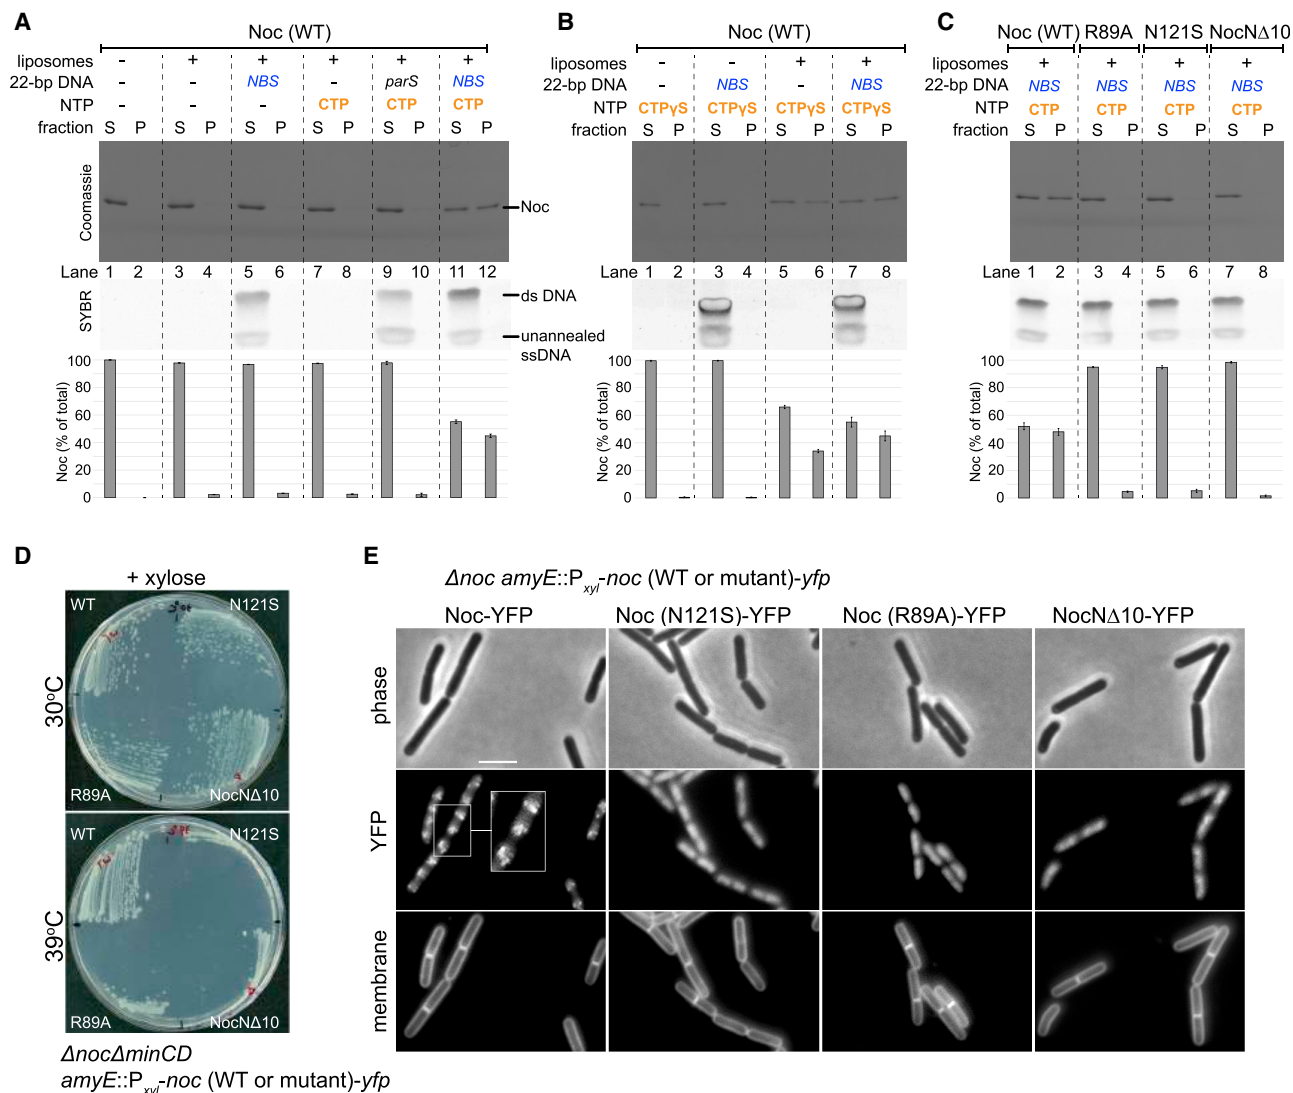 A
Noc (WT)
liposomes - + + + + +
22-bp DNA - - NBS - parS NBS
NTP - - - CTP CTP CTP
fraction S P S P S P S P S P S P
Coomassie
Noc
Lane 1 2 3 4 5 6 7 8 9 10 11 12
SYBR
ds DNA
unannealed
ssDNA
Noc (% of total)
100
80
60
40
20
0
B
Noc (WT)
liposomes - - + +
22-bp DNA - NBS - NBS
NTP CTPγS CTPγS CTPγS CTPγS
fraction S P S P S P S P
Lane 1 2 3 4 5 6 7 8
Noc (% of total)
100
80
60
40
20
0
C
Noc (WT) R89A N121S NocNΔ10
liposomes + + + +
22-bp DNA NBS NBS NBS NBS
NTP CTP CTP CTP CTP
fraction S P S P S P S P
Lane 1 2 3 4 5 6 7 8
Noc (% of total)
100
80
60
40
20
0
D
+ xylose
30°C
WT N121S
R89A NocNΔ10
39°C
WT N121S
R89A NocNΔ10
ΔnocΔminCD
amyE::Pxyl-noc (WT or mutant)-yfp
E
Δnoc amyE::Pxyl-noc (WT or mutant)-yfp
Noc-YFP Noc (N121S)-YFP Noc (R89A)-YFP NocNΔ10-YFP
phase
YFP
membrane